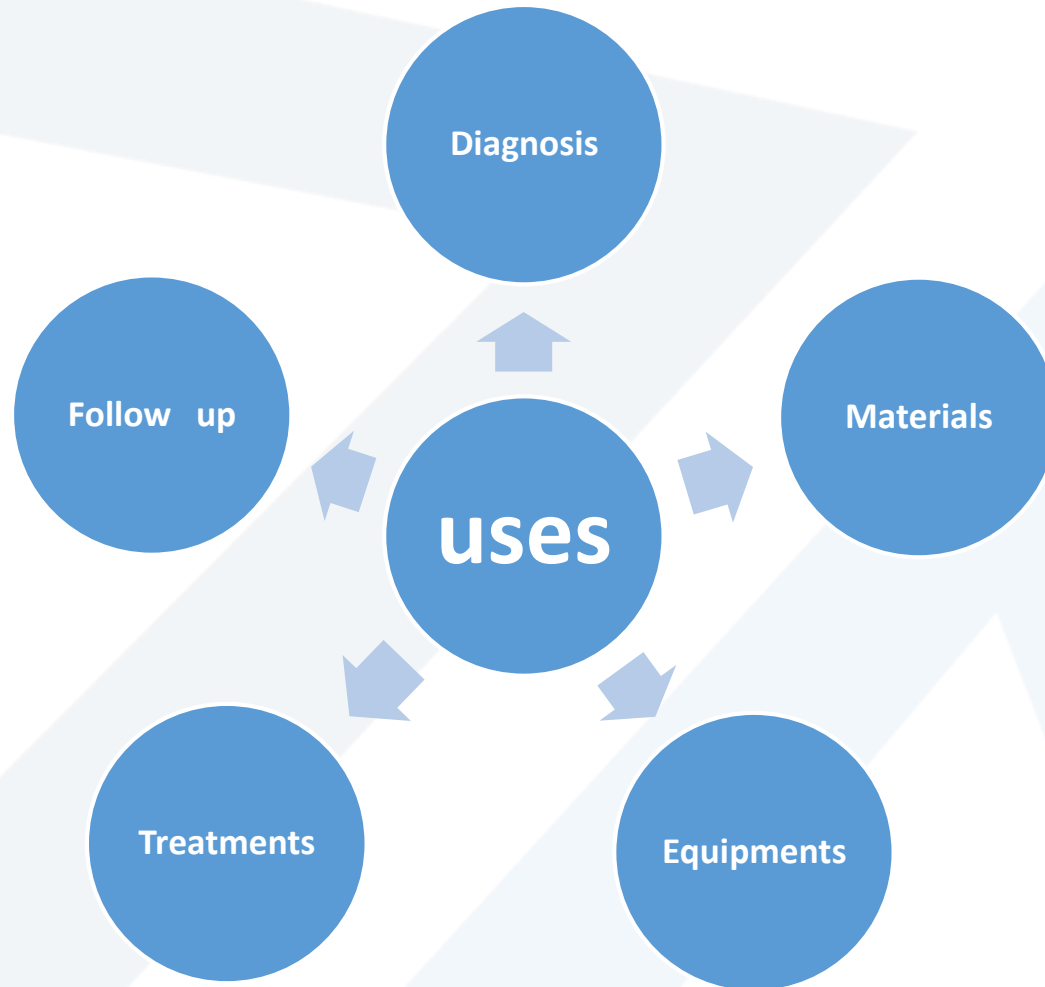 Diagnosis
Follow up
Materials
uses
Treatments
Equipments